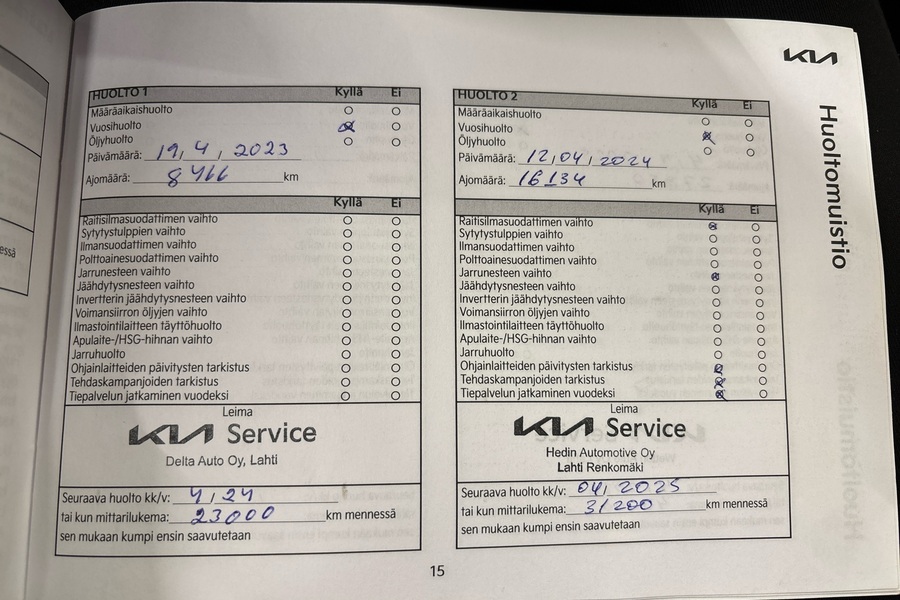 KIA
Huoltomuistio
HUOLTO 1 Kyllä Ei
Määräaikaishuolto
Vuosihuolto
Öljyhuolto
Päivämäärä: 19, 4, 2023
Ajomäärä: 8466 km
Kyllä Ei
Raitisilmasuodattimen vaihto
Sytytystulppien vaihto
Ilmansuodattimen vaihto
Polttoainesuodattimen vaihto
Jarrunesteen vaihto
Jäähdytysnesteen vaihto
Invertterin jäähdytysnesteen vaihto
Voimansiirron öljyjen vaihto
Ilmastointilaitteen täyttöhuolto
Apulaite-/HSG-hihnan vaihto
Jarruhuolto
Ohjainlaitteiden päivitysten tarkistus
Tehdaskampanjoiden tarkistus
Tiepalvelun jatkaminen vuodeksi
Leima
KIA Service
Delta Auto Oy, Lahti
Seuraava huolto kk/v: 4, 24
tai kun mittarilukema: 23000 km mennessä
sen mukaan kumpi ensin saavutetaan
HUOLTO 2 Kyllä Ei
Määräaikaishuolto
Vuosihuolto
Öljyhuolto
Päivämäärä: 12,04,2024
Ajomäärä: 16134 km
Kyllä Ei
Raitisilmasuodattimen vaihto
Sytytystulppien vaihto
Ilmansuodattimen vaihto
Polttoainesuodattimen vaihto
Jarrunesteen vaihto
Jäähdytysnesteen vaihto
Invertterin jäähdytysnesteen vaihto
Voimansiirron öljyjen vaihto
Ilmastointilaitteen täyttöhuolto
Apulaite-/HSG-hihnan vaihto
Jarruhuolto
Ohjainlaitteiden päivitysten tarkistus
Tehdaskampanjoiden tarkistus
Tiepalvelun jatkaminen vuodeksi
Leima
KIA Service
Hedin Automotive Oy
Lahti Renkomäki
Seuraava huolto kk/v: 04, 2025
tai kun mittarilukema: 31200 km mennessä
sen mukaan kumpi ensin saavutetaan
15